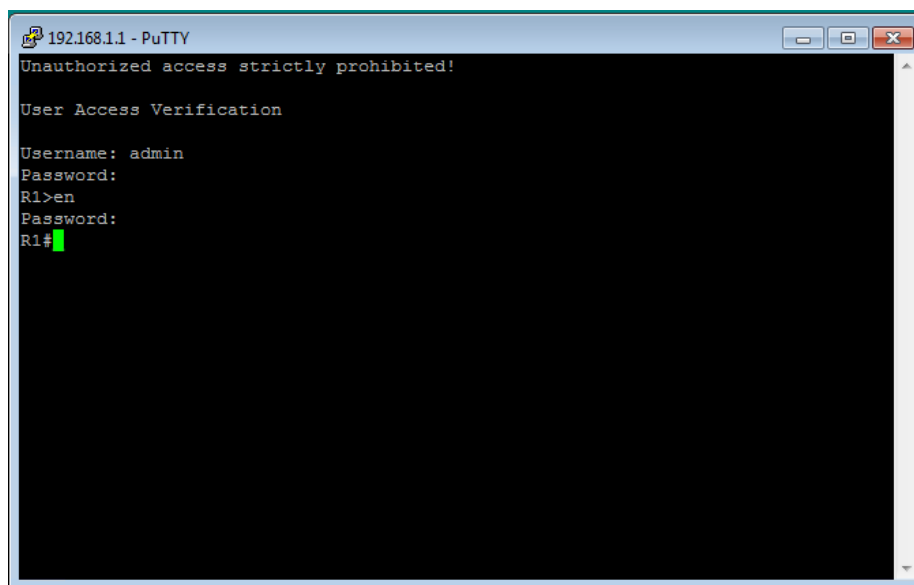 192.168.1.1 - PuTTY
Unauthorized access strictly prohibited!
User Access Verification
Username: admin
Password:
R1>en
Password:
R1#